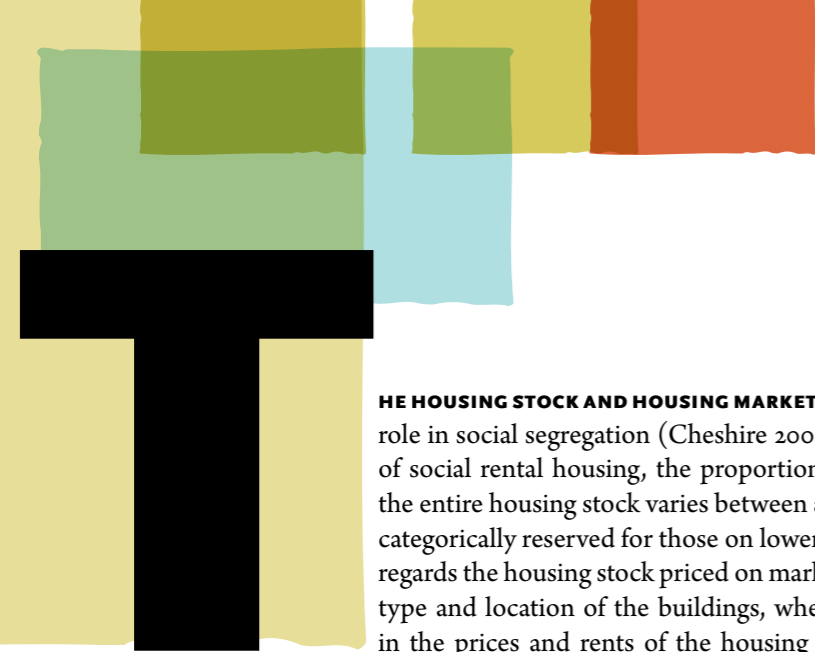 T
HE HOUSING STOCK AND HOUSING MARKET
role in social segregation (Cheshire 200
of social rental housing, the proportion
the entire housing stock varies between
categorically reserved for those on lower
regards the housing stock priced on
type and location of the buildings,
in the prices and rents of the housing